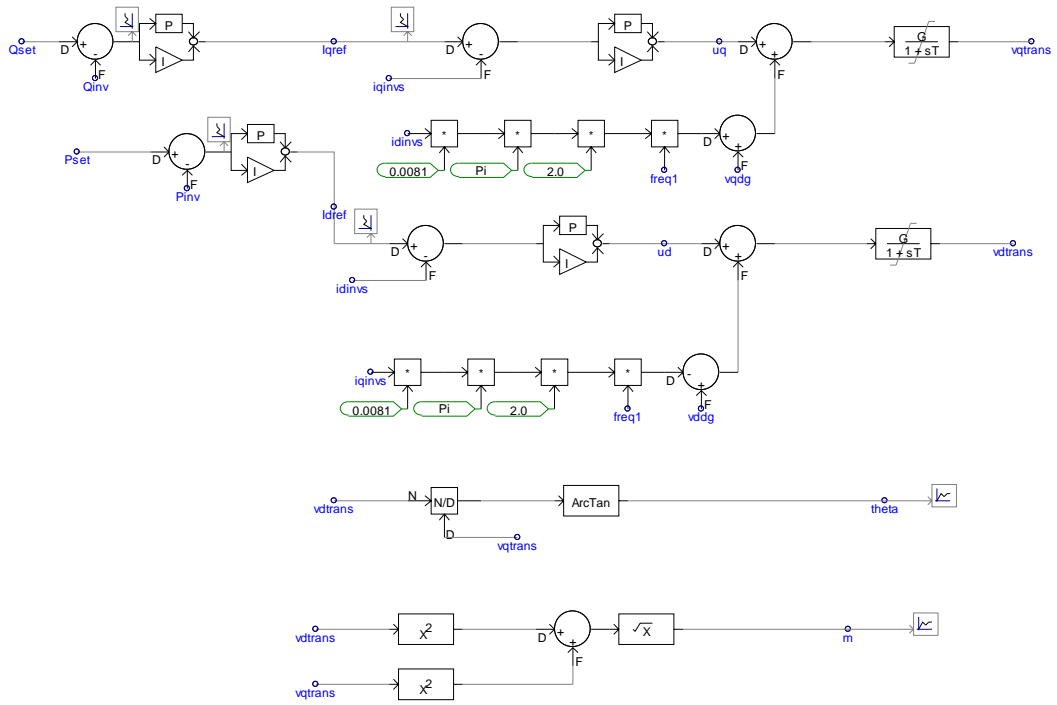 P
Qset
D
+
-
F
Qinv
I
Iqref
D
+
-
F
iqinvs
P
I
uq
D
+
+
F
G
1 + sT
vqtrans
idinvs
*
*
*
*
D
+
+
F
0.0081
Pi
2.0
freq1
vqdg
Pset
D
+
-
F
Pinv
P
I
Idref
D
+
-
F
idinvs
P
I
ud
D
+
+
F
G
1 + sT
vdtrans
iqinvs
*
*
*
*
D
-
+
F
0.0081
Pi
2.0
freq1
vddg
vdtrans
N
N/D
D
vqtrans
ArcTan
theta
vdtrans
X2
D
+
+
F
√X
m
vqtrans
X2